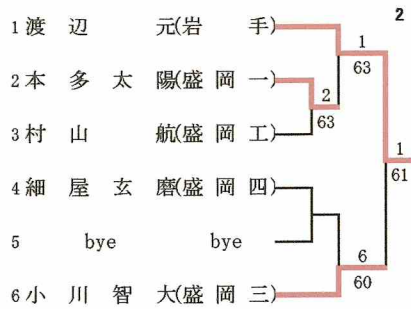 2
1 渡辺 元(岩手)
1
63
2 本多太陽(盛岡一)
2
63
3 村山 航(盛岡工)
1
61
4 細屋玄磨(盛岡四)
5 bye bye
6
60
6 小川智大(盛岡三)